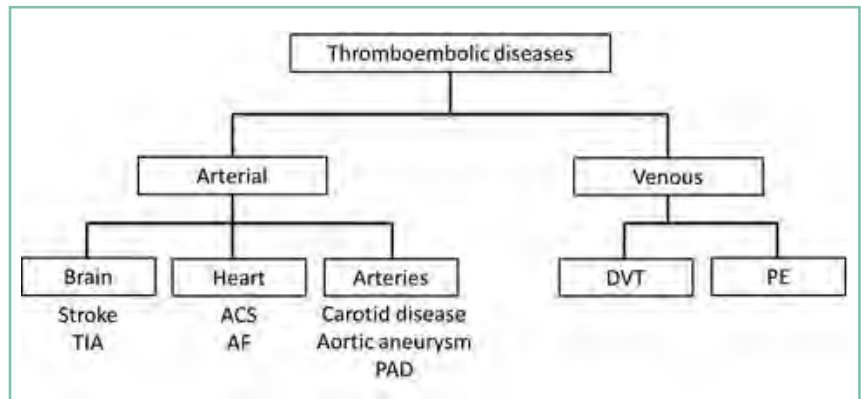 Thromboembolic diseases
Arterial
Venous
Brain
Heart
Arteries
DVT
PE
Stroke
ACS
Carotid disease
TIA
AF
Aortic aneurysm
PAD